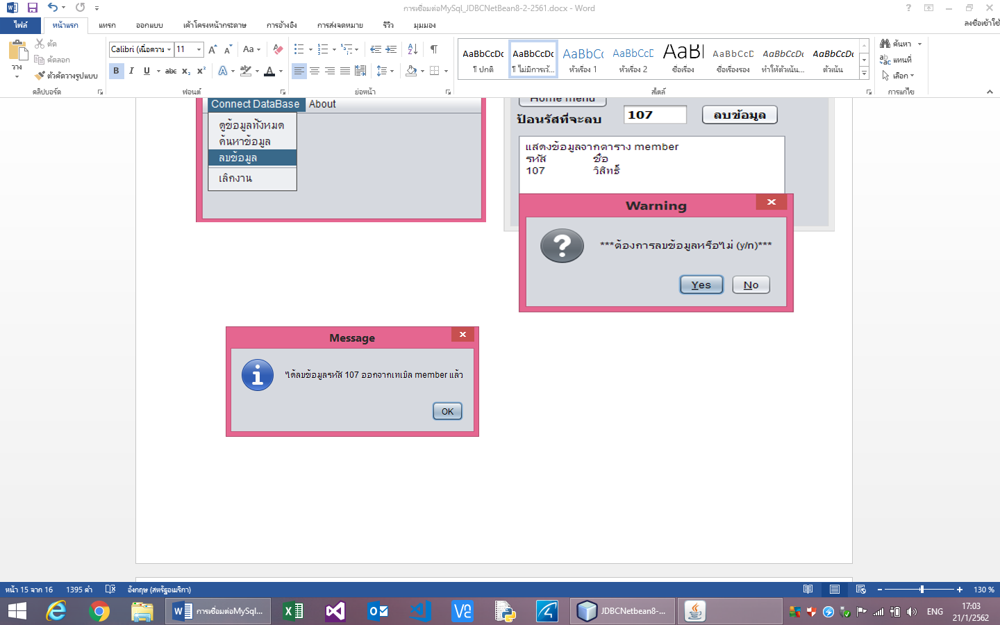 การเชื่อมต่อMySql_JDBCNetBean8-2-2561.docx - Word
ไฟล์ หน้าแรก แทรก ออกแบบ เค้าโครงหน้ากระดาษ การอ้างอิง การส่งจดหมาย รีวิว มุมมอง
ลงชื่อเข้าใช้
วาง
ตัด
คัดลอก
ตัวคัดวางรูปแบบ
คลิปบอร์ด
Calibri (เนื้อความ 11
ฟอนต์
ย่อหน้า
AaBbCcDc AaBbCcDc AaBbCc AaBbCcD AaBl AaBbCcD AaBbCcDc AaBbCcDc
¶ ปกติ ¶ ไม่มีการเว้... หัวเรื่อง 1 หัวเรื่อง 2 ชื่อเรื่อง ชื่อเรื่องรอง ทำให้ตัวเน้น... ตัวเน้น
สไตล์
ค้นหา
แทนที่
เลือก
การแก้ไข
Connect DataBase About
ดูข้อมูลทั้งหมด
ค้นหาข้อมูล
ลบข้อมูล
เลิกงาน
Home menu
ป้อนรัสที่จะลบ 107 ลบข้อมูล
แสดงข้อมูลจากตาราง member
รหัส ชื่อ
107 วิสิทธิ์
Warning
***ต้องการลบข้อมูลหรือไม่ (y/n)***
Yes No
Message
ได้ลบข้อมูลรหัส 107 ออกจากเทเบิล member แล้ว
OK
หน้า 15 จาก 16 1395 คำ อังกฤษ (สหรัฐอเมริกา) 130 %
การเชื่อมต่อMySql... JDBCNetbean8-... ENG 17:03
21/1/2562